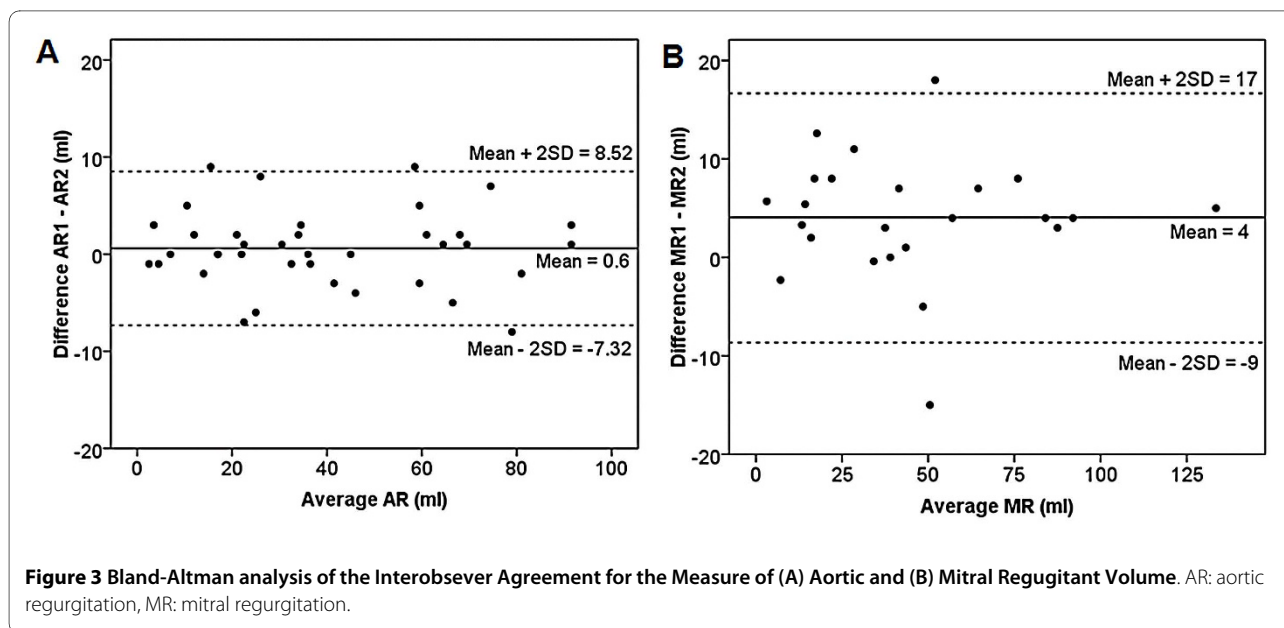 A
20
10
0
-10
-20
Difference AR1 - AR2 (ml)
Mean + 2SD = 8.52
Mean = 0.6
Mean - 2SD = -7.32
0 20 40 60 80 100
Average AR (ml)
B
20
10
0
-10
-20
Difference MR1 - MR2 (ml)
Mean + 2SD = 17
Mean = 4
Mean - 2SD = -9
0 25 50 75 100 125
Average MR (ml)
Figure 3 Bland-Altman analysis of the Interobsever Agreement for the Measure of (A) Aortic and (B) Mitral Regugitant Volume. AR: aortic
regurgitation, MR: mitral regurgitation.